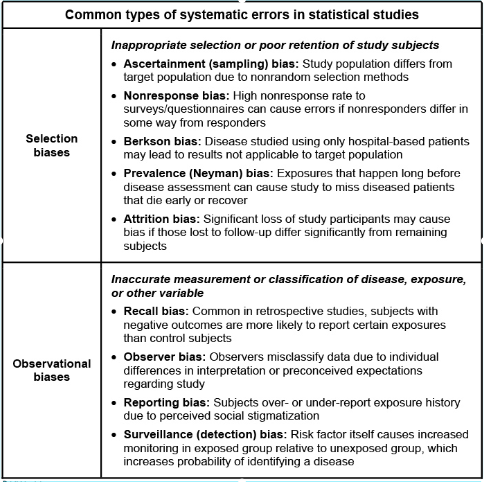 Common types of systematic errors in statistical studies
Selection
biases
Inappropriate selection or poor retention of study subjects
• Ascertainment (sampling) bias: Study population differs from
target population due to nonrandom selection methods
• Nonresponse bias: High nonresponse rate to
surveys/questionnaires can cause errors if nonresponders differ in
some way from responders
• Berkson bias: Disease studied using only hospital-based patients
may lead to results not applicable to target population
• Prevalence (Neyman) bias: Exposures that happen long before
disease assessment can cause study to miss diseased patients
that die early or recover
• Attrition bias: Significant loss of study participants may cause
bias if those lost to follow-up differ significantly from remaining
subjects
Observational
biases
Inaccurate measurement or classification of disease, exposure,
or other variable
• Recall bias: Common in retrospective studies, subjects with
negative outcomes are more likely to report certain exposures
than control subjects
• Observer bias: Observers misclassify data due to individual
differences in interpretation or preconceived expectations
regarding study
• Reporting bias: Subjects over- or under-report exposure history
due to perceived social stigmatization
• Surveillance (detection) bias: Risk factor itself causes increased
monitoring in exposed group relative to unexposed group, which
increases probability of identifying a disease